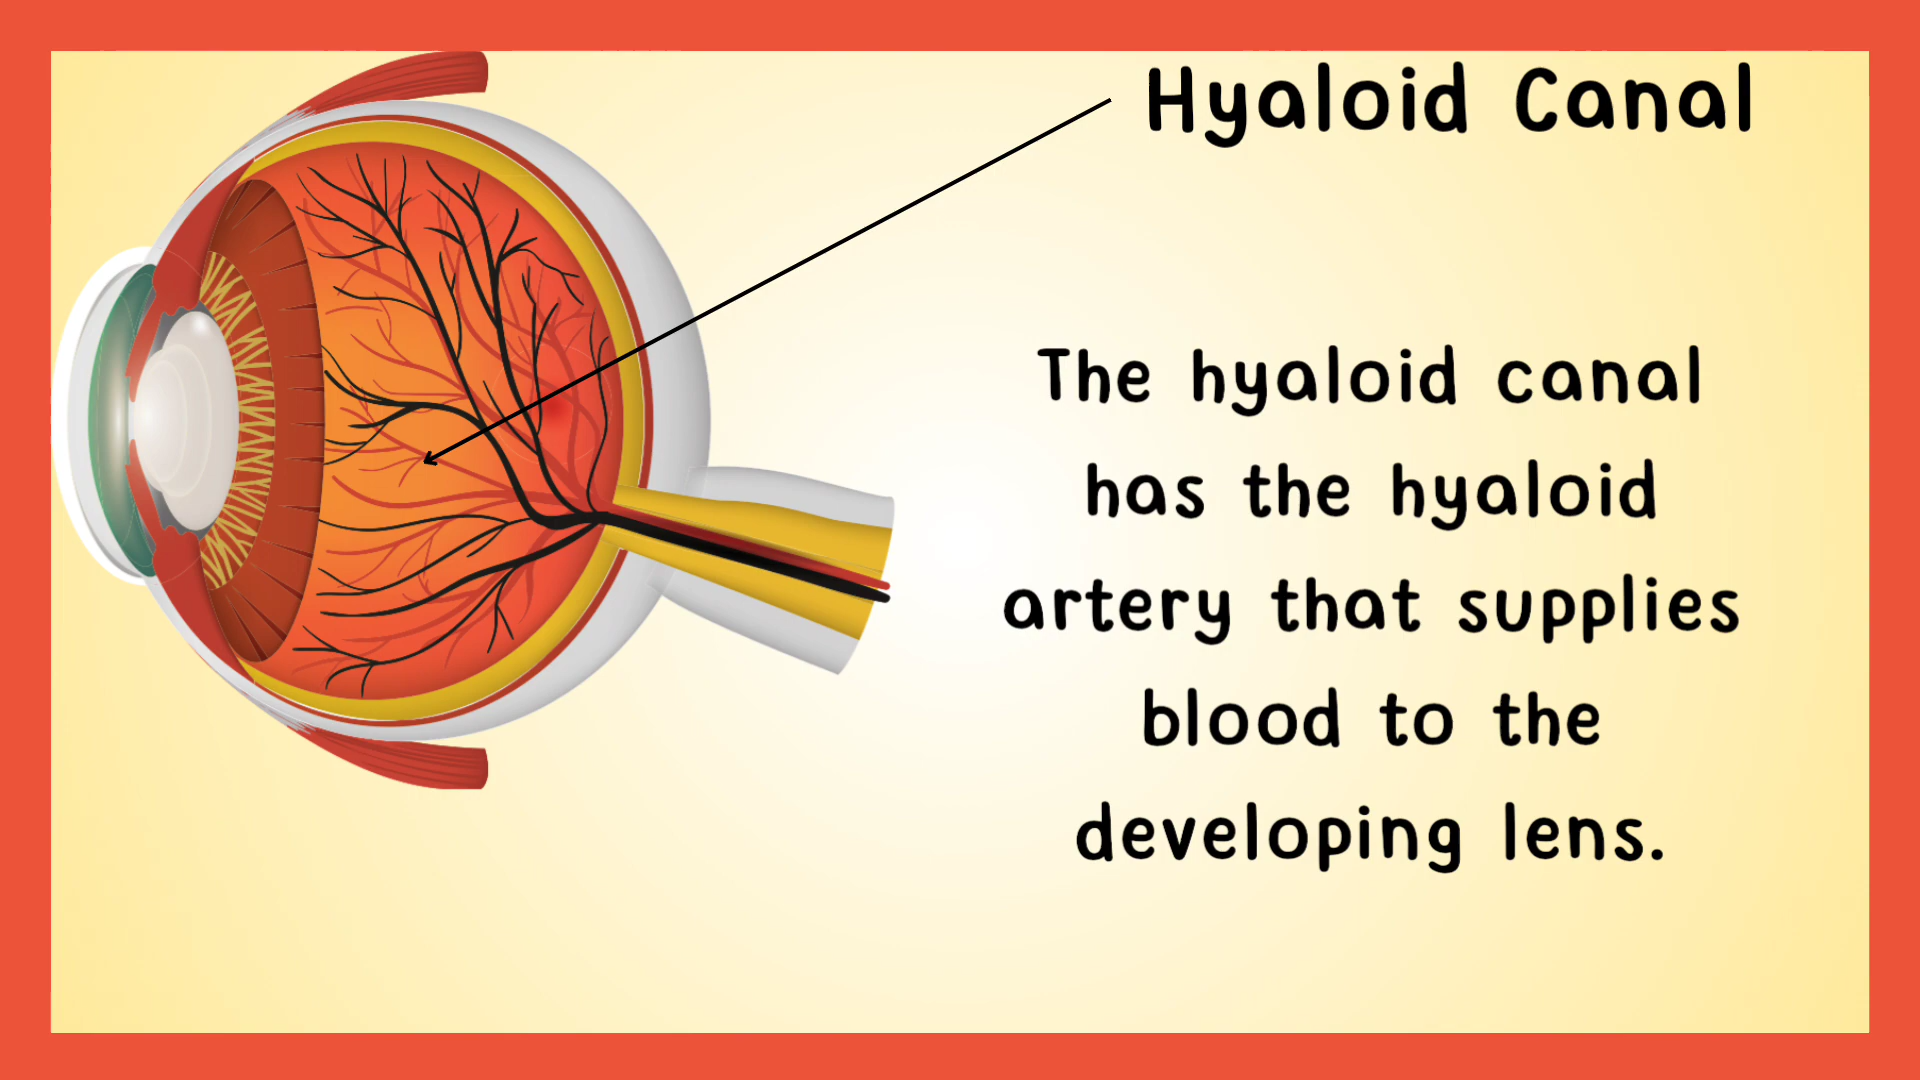 Hyaloid Canal
The hyaloid canal
has the hyaloid
artery that supplies
blood to the
developing lens.